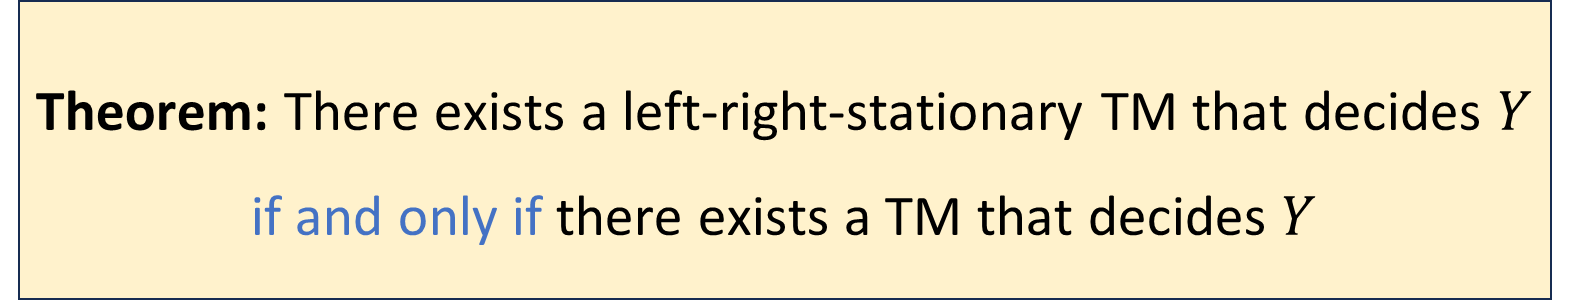 Theorem: There exists a left-right-stationary TM that decides Y
if and only if there exists a TM that decides Y